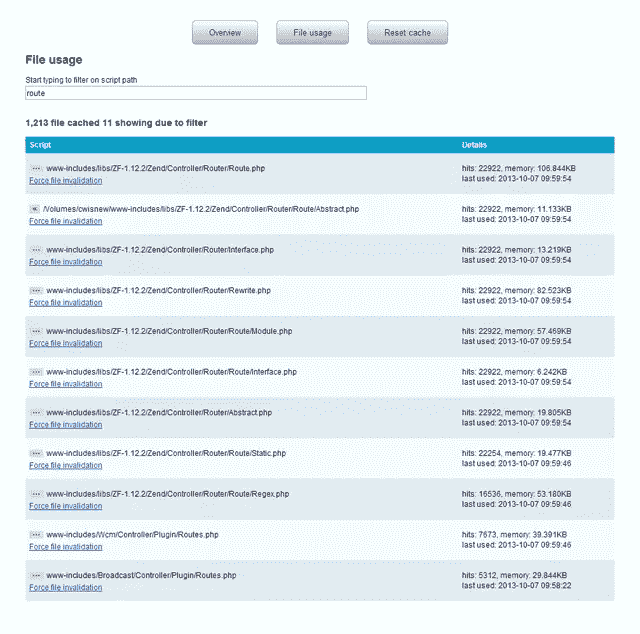 Overview File usage Reset cache
File usage
Start typing to filter on script path
route
1,213 file cached 11 showing due to filter
Script Details
www-includes/libs/ZF-1.12.2/Zend/Controller/Router/Route.php hits: 22922, memory: 106.844KB
Force file invalidation last used: 2013-10-07 09:59:54
/Volumes/cwisnew/www-includes/libs/ZF-1.12.2/Zend/Controller/Router/Route/Abstract.php hits: 22922, memory: 11.133KB
Force file invalidation last used: 2013-10-07 09:59:54
www-includes/libs/ZF-1.12.2/Zend/Controller/Router/Interface.php hits: 22922, memory: 13.219KB
Force file invalidation last used: 2013-10-07 09:59:54
www-includes/libs/ZF-1.12.2/Zend/Controller/Router/Rewrite.php hits: 22922, memory: 82.523KB
Force file invalidation last used: 2013-10-07 09:59:54
www-includes/libs/ZF-1.12.2/Zend/Controller/Router/Route/Module.php hits: 22922, memory: 57.469KB
Force file invalidation last used: 2013-10-07 09:59:54
www-includes/libs/ZF-1.12.2/Zend/Controller/Router/Route/Interface.php hits: 22922, memory: 6.242KB
Force file invalidation last used: 2013-10-07 09:59:54
www-includes/libs/ZF-1.12.2/Zend/Controller/Router/Abstract.php hits: 22922, memory: 19.805KB
Force file invalidation last used: 2013-10-07 09:59:54
www-includes/libs/ZF-1.12.2/Zend/Controller/Router/Route/Static.php hits: 22254, memory: 19.477KB
Force file invalidation last used: 2013-10-07 09:59:46
www-includes/libs/ZF-1.12.2/Zend/Controller/Router/Route/Regex.php hits: 16536, memory: 53.180KB
Force file invalidation last used: 2013-10-07 09:59:46
www-includes/Wcm/Controller/Plugin/Routes.php hits: 7673, memory: 39.391KB
Force file invalidation last used: 2013-10-07 09:59:46
www-includes/Broadcast/Controller/Plugin/Routes.php hits: 5312, memory: 29.844KB
Force file invalidation last used: 2013-10-07 09:58:22